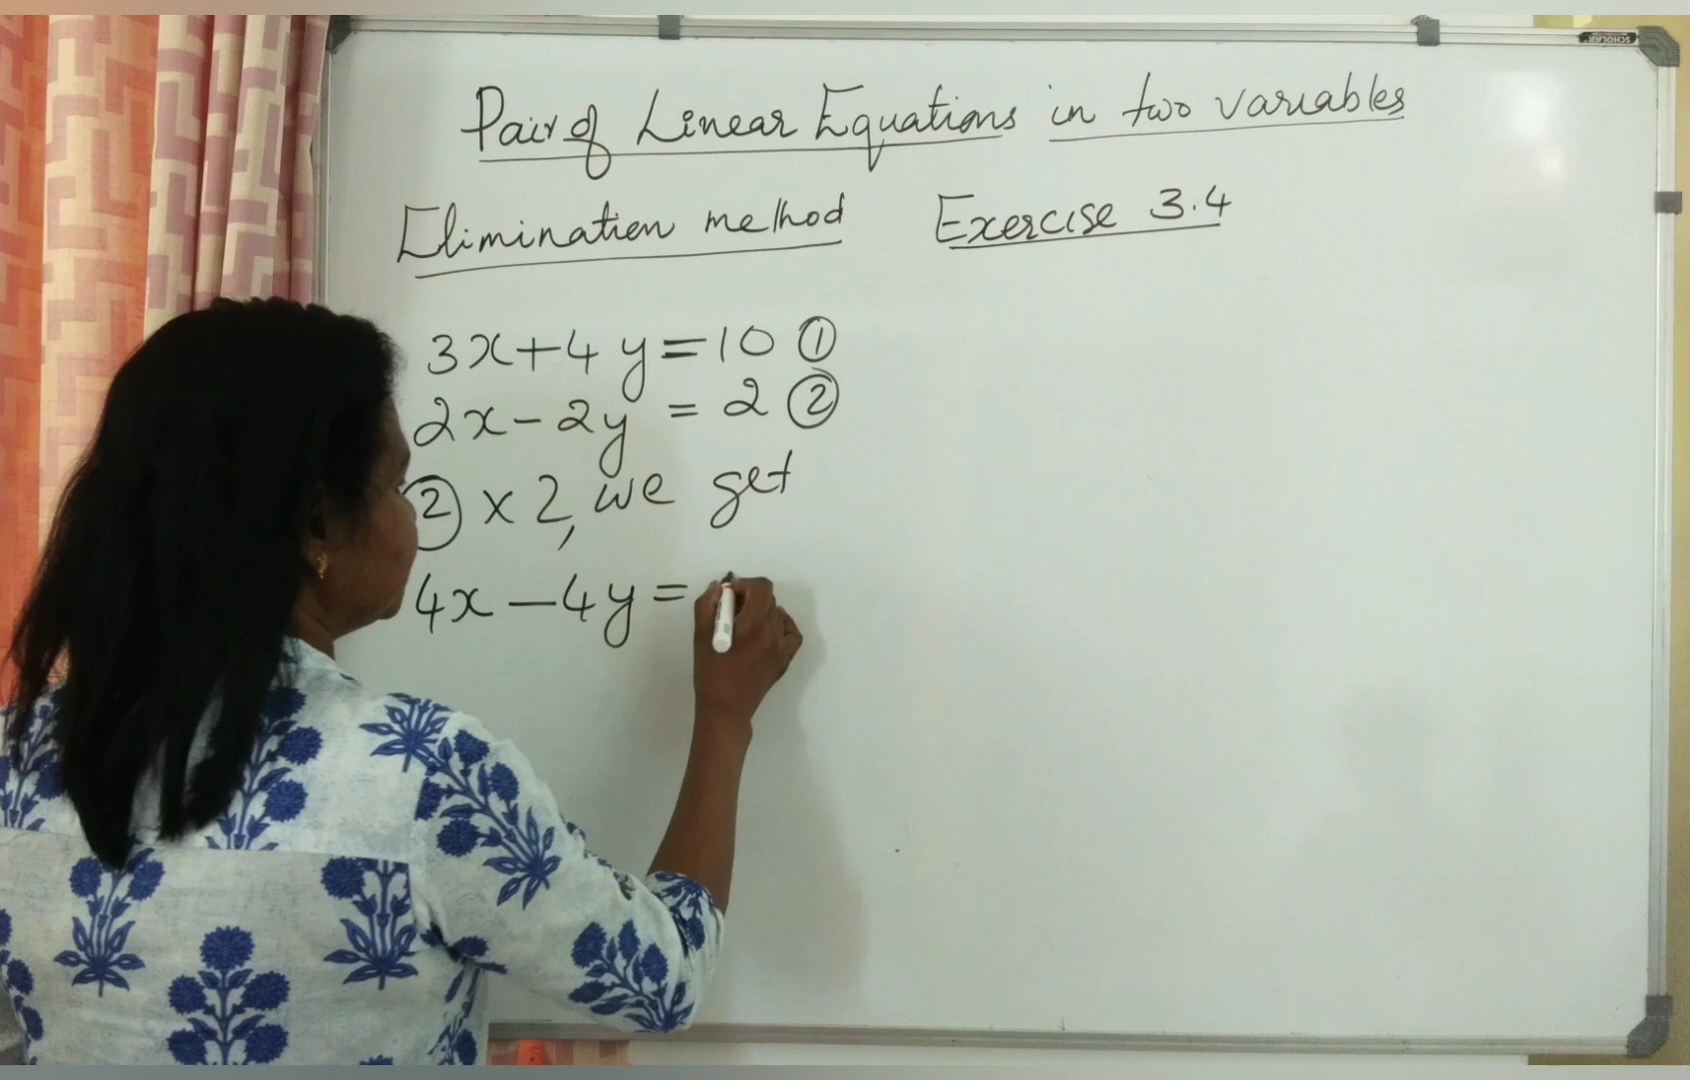 SCHOLAR
Pair of Linear Equations in two variables
Elimination method Exercise 3.4
3x+4y=10 ①
2x-2y = 2 ②
② x 2, we get
4x - 4y =